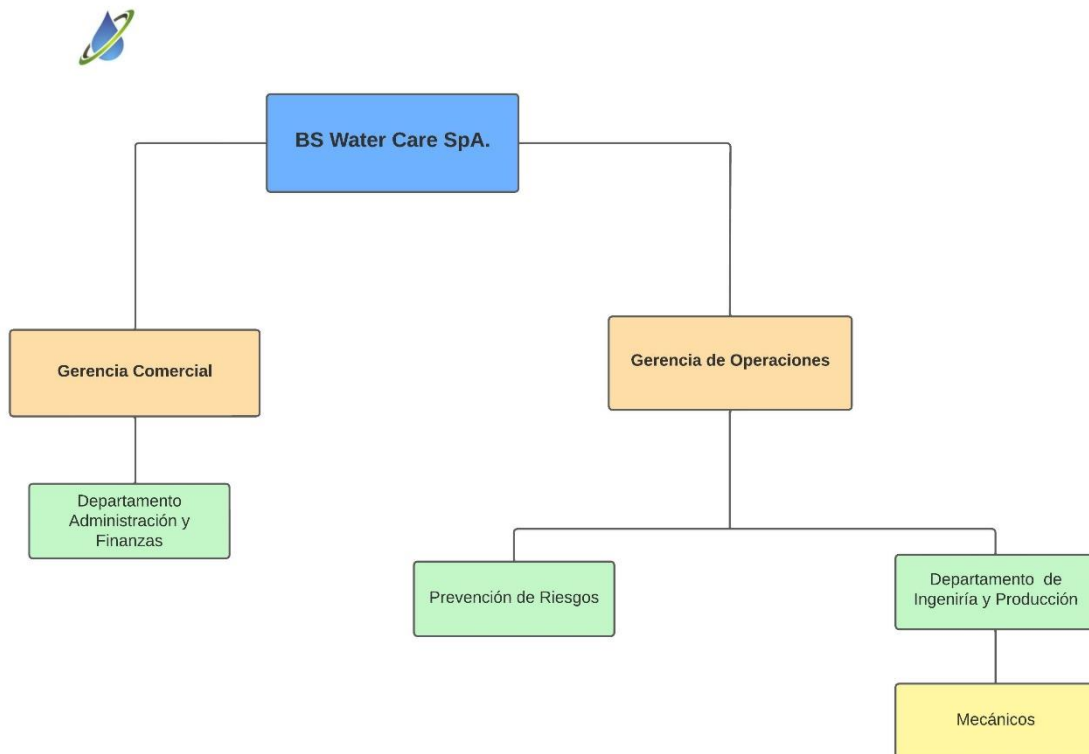 BS Water Care SpA.
Gerencia Comercial
Gerencia de Operaciones
Departamento
Administración y
Finanzas
Prevención de Riesgos
Departamento de
Ingeniría y Producción
Mecánicos